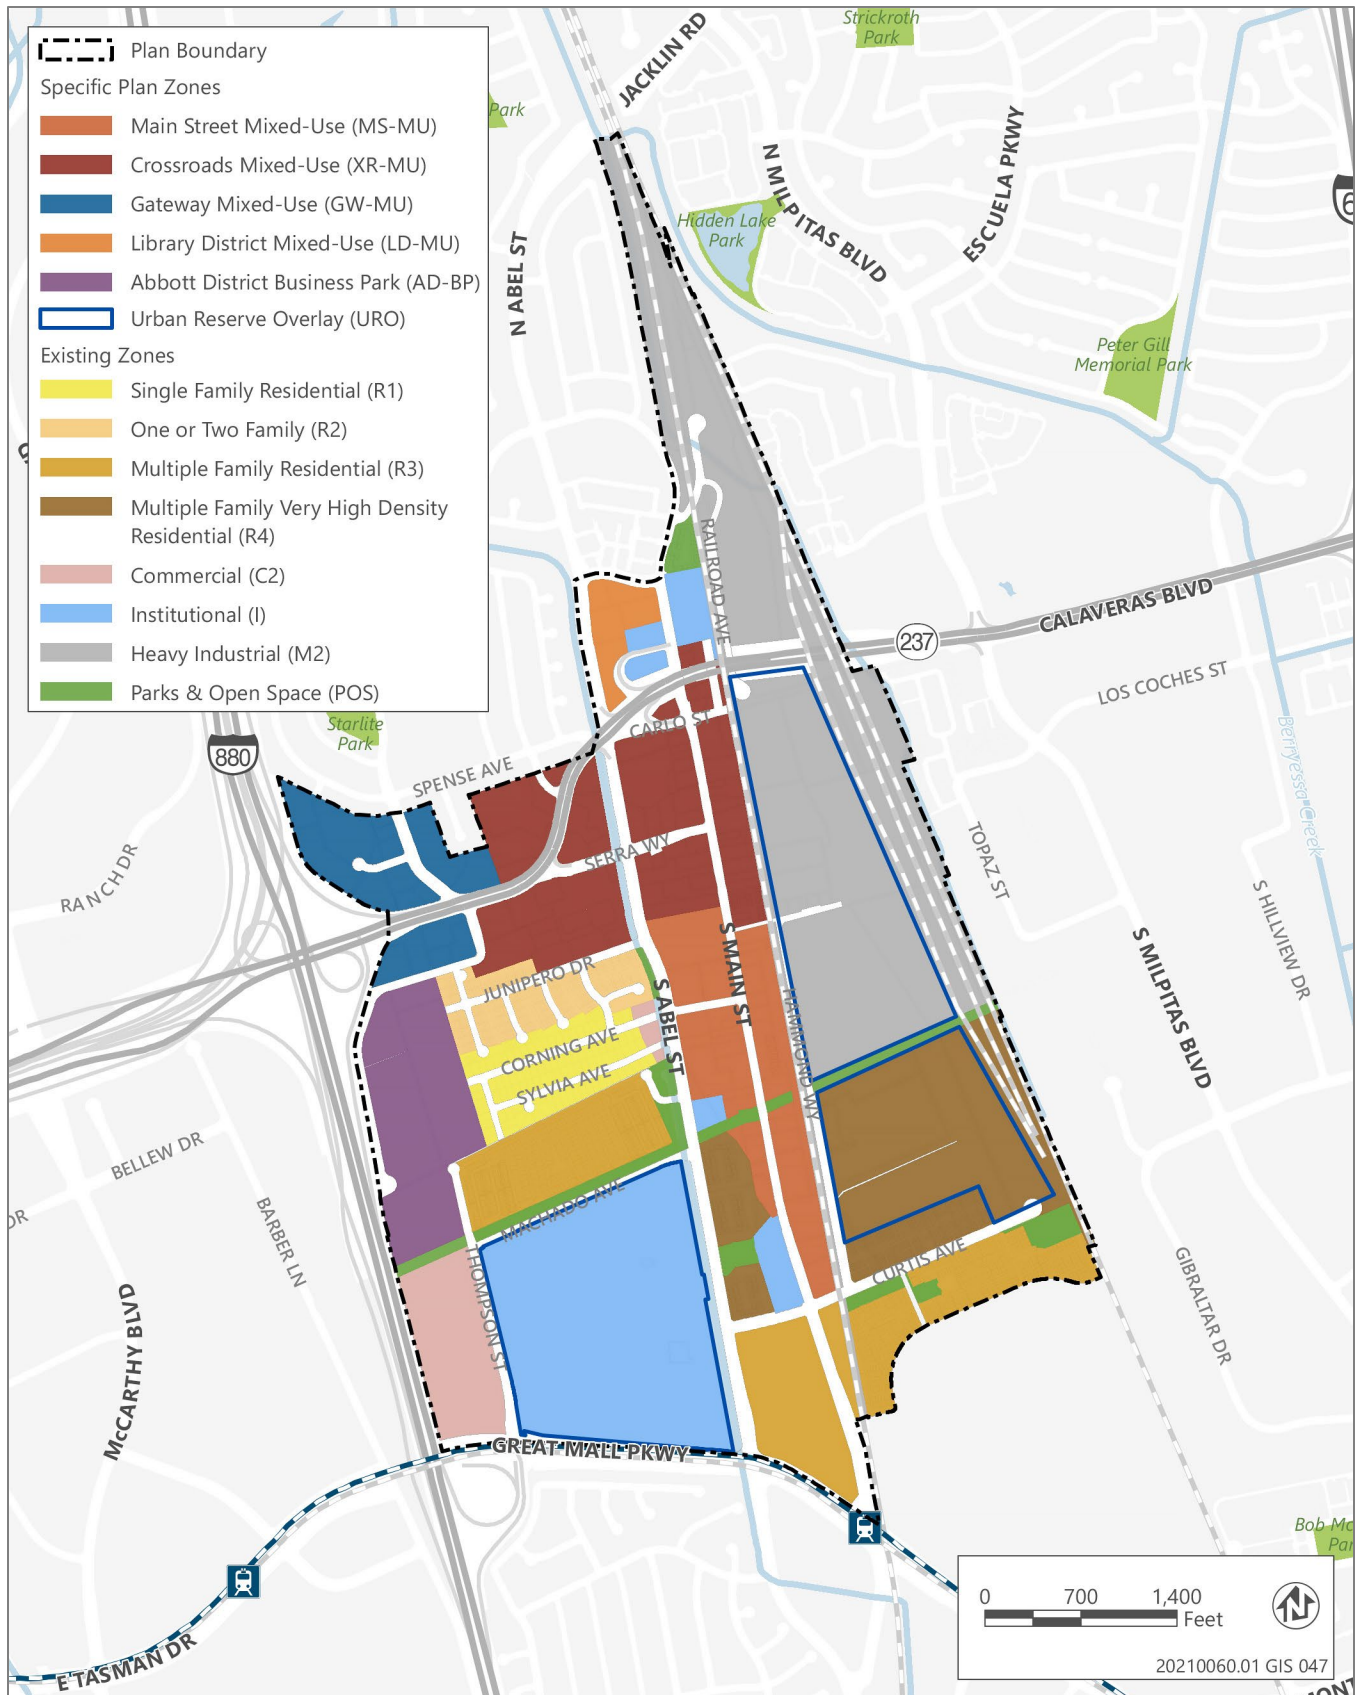 Plan Boundary
Specific Plan Zones
Main Street Mixed-Use (MS-MU)
Crossroads Mixed-Use (XR-MU)
Gateway Mixed-Use (GW-MU)
Library District Mixed-Use (LD-MU)
Abbott District Business Park (AD-BP)
Urban Reserve Overlay (URO)
Existing Zones
Single Family Residential (R1)
One or Two Family (R2)
Multiple Family Residential (R3)
Multiple Family Very High Density
Residential (R4)
Commercial (C2)
Institutional (I)
Heavy Industrial (M2)
Parks & Open Space (POS)
Strickroth
Park
JACKLIN RD
Park
N MILPITAS BLVD
ESCUELA PKWY
6
Hidden Lake
Park
N ABEL ST
Peter Gill
Memorial Park
RAILROAD AVE
237
CALAVERAS BLVD
LOS COCHES ST
Starlite
Park
880
CARLO ST
SPENSE AVE
Berryessa Creek
RANCH DR
SERRA WY
TOPAZ ST
S HILLVIEW DR
S MAIN ST
JUNIPERO DR
S ABEL ST
HAMMOND WY
S MILPITAS BLVD
CORNING AVE
SYLVIA AVE
BELLEW DR
DR
BARBER LN
MACHADO AVE
THOMPSON ST
CURTIS AVE
GIBRALTAR DR
McCARTHY BLVD
GREAT MALL PKWY
Bob Mc
Par
E TASMAN DR
0 700 1,400
Feet
N
20210060.01 GIS 047
MONT